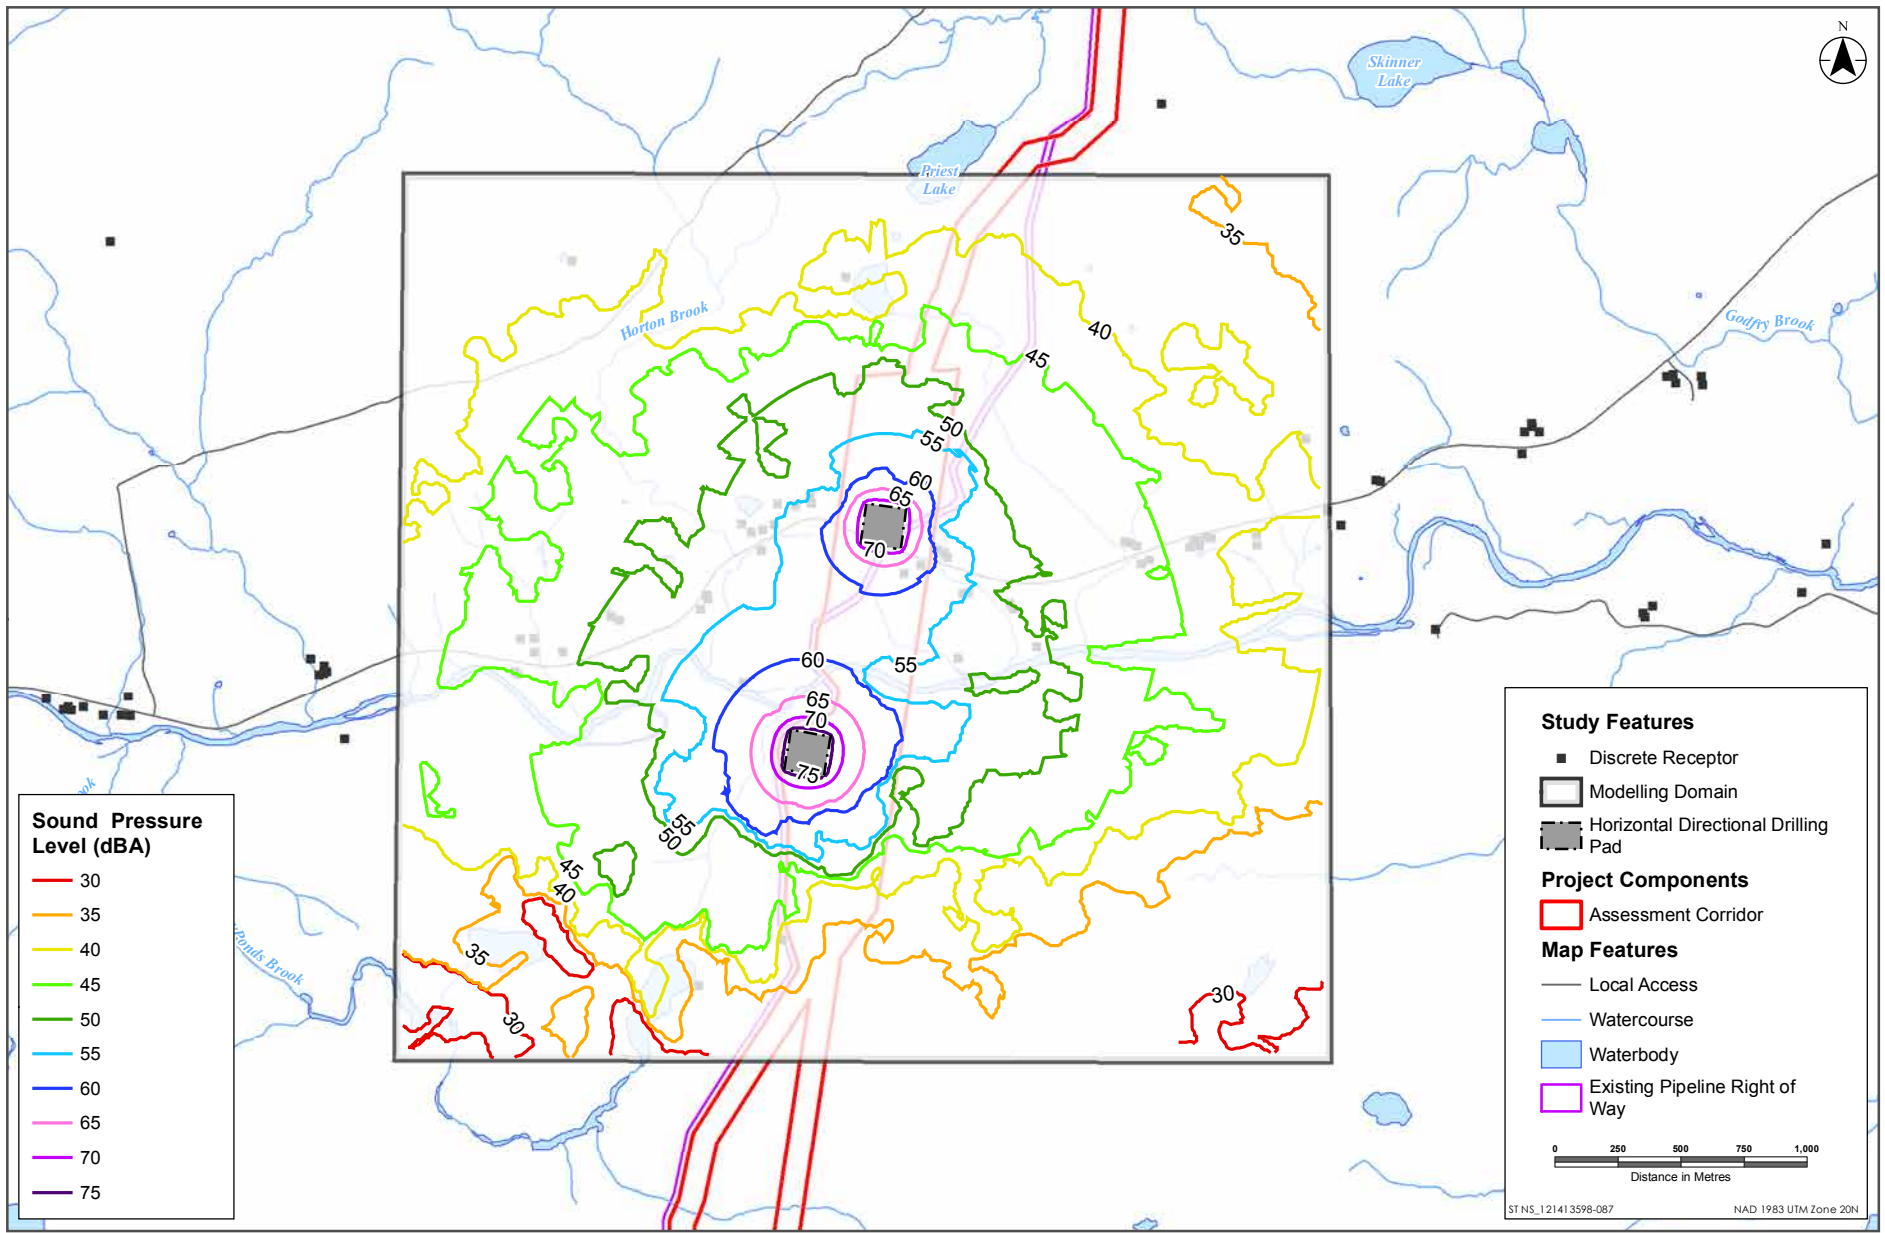 N
Skinner
Lake
Priest
Lake
35
Horton Brook
40
45
Godfry Brook
50
55
60
65
70
60
55
65
70
75
55
50
45
40
35
30
30
Ponds Brook
ook
Sound Pressure
Level (dBA)
30
35
40
45
50
55
60
65
70
75
Study Features
Discrete Receptor
Modelling Domain
Horizontal Directional Drilling
Pad
Project Components
Assessment Corridor
Map Features
Local Access
Watercourse
Waterbody
Existing Pipeline Right of
Way
0 250 500 750 1,000
Distance in Metres
STNS_121413598-087
NAD 1983 UTM Zone 20N